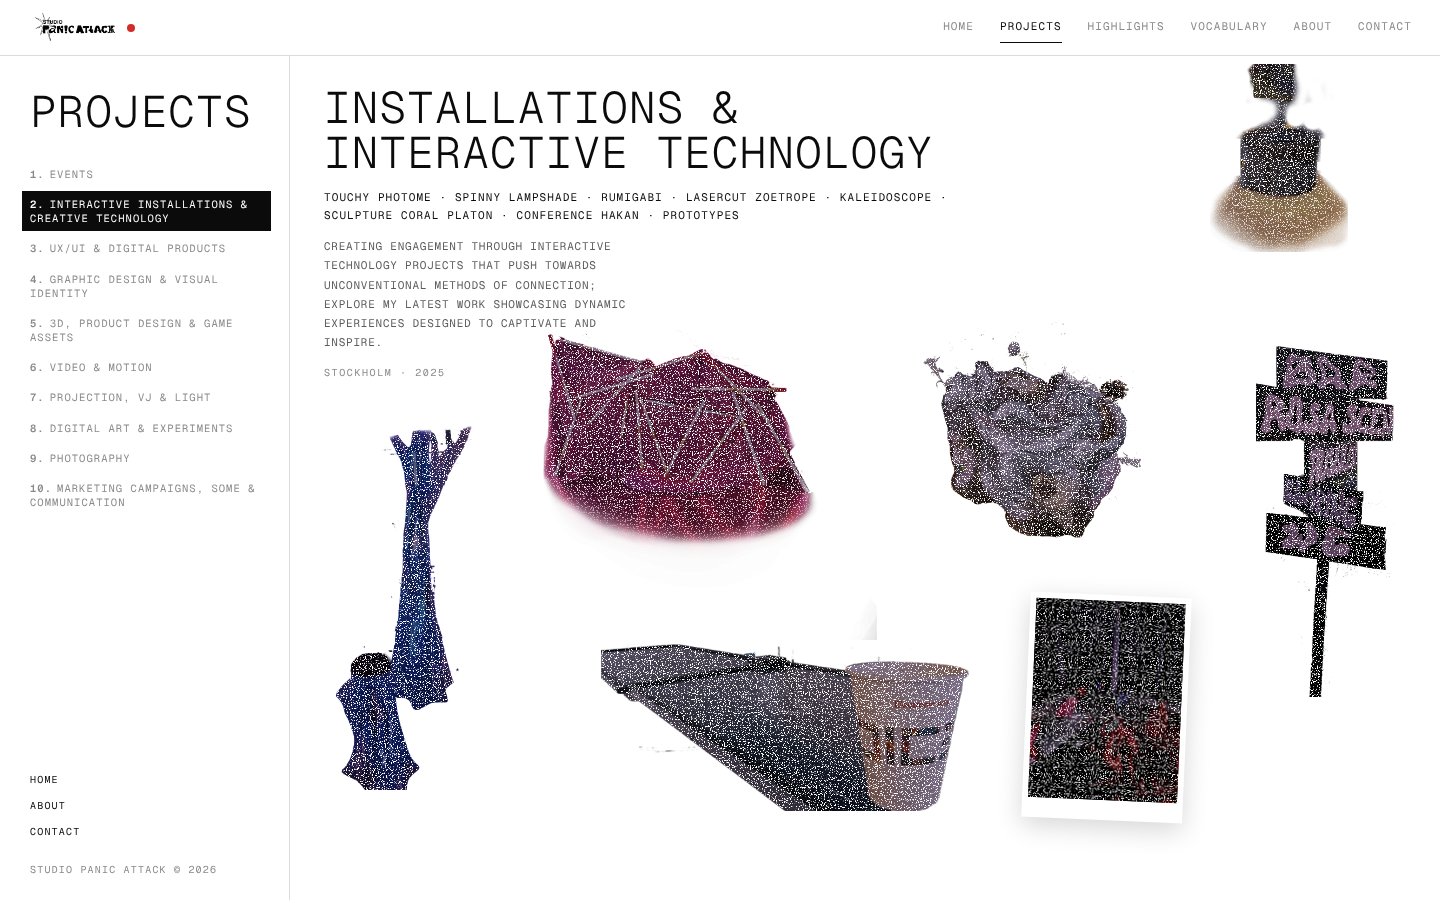 STUDIO
PANIC ATTACK
HOME
PROJECTS
HIGHLIGHTS
VOCABULARY
ABOUT
CONTACT
PROJECTS
1. EVENTS
2. INTERACTIVE INSTALLATIONS &
CREATIVE TECHNOLOGY
3. UX/UI & DIGITAL PRODUCTS
4. GRAPHIC DESIGN & VISUAL
IDENTITY
5. 3D, PRODUCT DESIGN & GAME
ASSETS
6. VIDEO & MOTION
7. PROJECTION, VJ & LIGHT
8. DIGITAL ART & EXPERIMENTS
9. PHOTOGRAPHY
10. MARKETING CAMPAIGNS, SOME &
COMMUNICATION
HOME
ABOUT
CONTACT
STUDIO PANIC ATTACK © 2026
INSTALLATIONS &
INTERACTIVE TECHNOLOGY
TOUCHY PHOTOME · SPINNY LAMPSHADE · RUMIGABI · LASERCUT ZOETROPE · KALEIDOSCOPE ·
SCULPTURE CORAL PLATON · CONFERENCE HAKAN · PROTOTYPES
CREATING ENGAGEMENT THROUGH INTERACTIVE
TECHNOLOGY PROJECTS THAT PUSH TOWARDS
UNCONVENTIONAL METHODS OF CONNECTION;
EXPLORE MY LATEST WORK SHOWCASING DYNAMIC
EXPERIENCES DESIGNED TO CAPTIVATE AND
INSPIRE.
STOCKHOLM · 2025